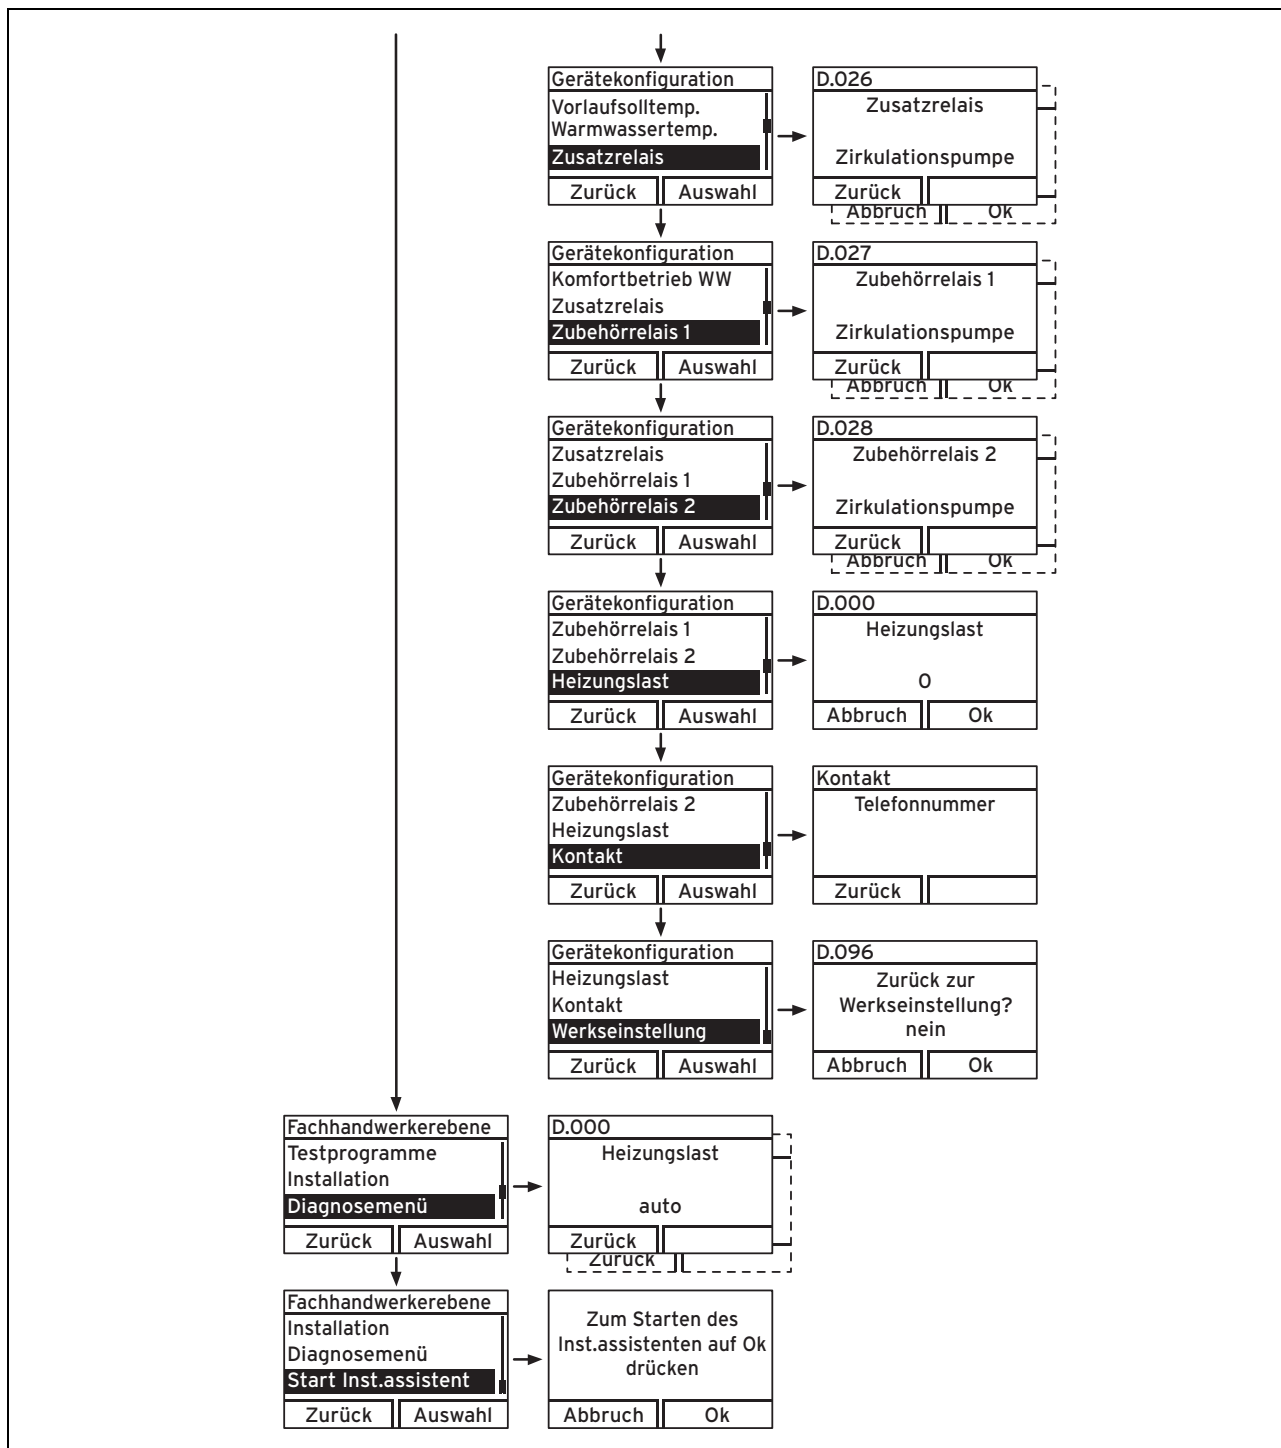 Gerätekonfiguration
Vorlaufsolltemp.
Warmwassertemp.
Zusatzrelais
Zurück Auswahl
D.026
Zusatzrelais
Zirkulationspumpe
Zurück
Abbruch Ok
Gerätekonfiguration
Komfortbetrieb WW
Zusatzrelais
Zubehörrelais 1
Zurück Auswahl
D.027
Zubehörrelais 1
Zirkulationspumpe
Zurück
Abbruch Ok
Gerätekonfiguration
Zusatzrelais
Zubehörrelais 1
Zubehörrelais 2
Zurück Auswahl
D.028
Zubehörrelais 2
Zirkulationspumpe
Zurück
Abbruch Ok
Gerätekonfiguration
Zubehörrelais 1
Zubehörrelais 2
Heizungslast
Zurück Auswahl
D.000
Heizungslast
0
Abbruch Ok
Gerätekonfiguration
Zubehörrelais 2
Heizungslast
Kontakt
Zurück Auswahl
Kontakt
Telefonnummer
Zurück
Gerätekonfiguration
Heizungslast
Kontakt
Werkseinstellung
Zurück Auswahl
D.096
Zurück zur
Werkseinstellung?
nein
Abbruch Ok
Fachhandwerkerebene
Testprogramme
Installation
Diagnosemenü
Zurück Auswahl
D.000
Heizungslast
auto
Zurück
Zurück
Fachhandwerkerebene
Installation
Diagnosemenü
Start Inst.assistent
Zurück Auswahl
Zum Starten des
Inst.assistenten auf Ok
drücken
Abbruch Ok